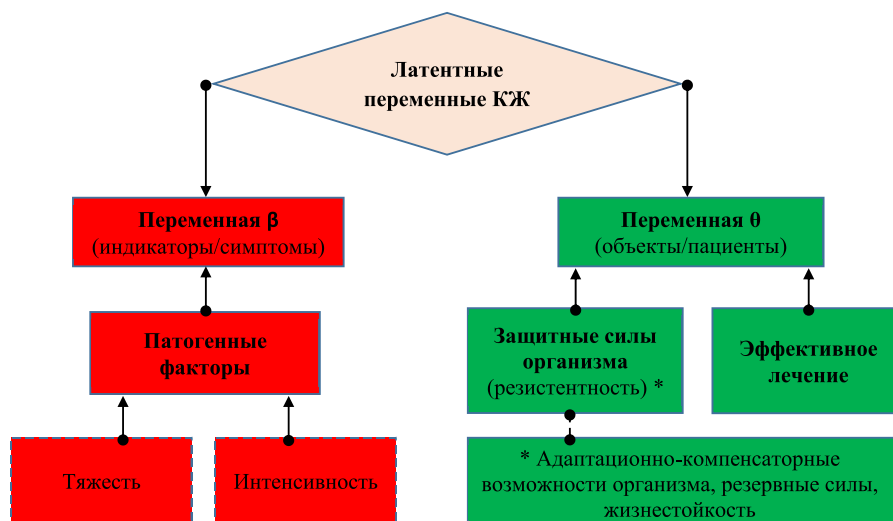 Латентные
переменные КЖ
Переменная β
(индикаторы/симптомы)
Переменная θ
(объекты/пациенты)
Патогенные
факторы
Защитные силы
организма
(резистентность) *
Эффективное
лечение
Тяжесть
Интенсивность
* Адаптационно-компенсаторные
возможности организма, резервные силы,
жизнестойкость